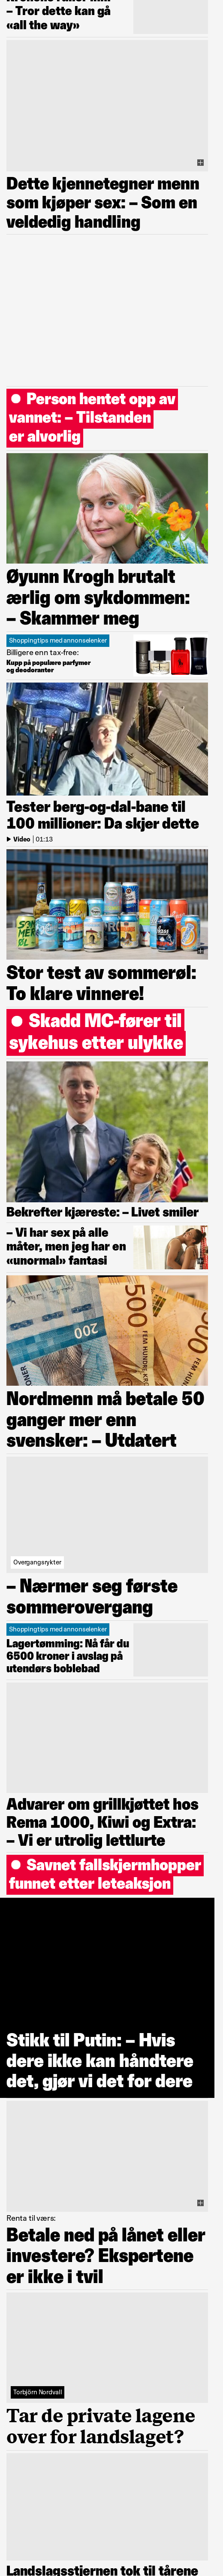 – Tror dette kan gå
«all the way»
Dette kjennetegner menn
som kjøper sex: – Som en
veldedig handling
Person hentet opp av
vannet: – Tilstanden
er alvorlig
Øyunn Krogh brutalt
ærlig om sykdommen:
– Skammer meg
Shoppingtips med annonselenker
Billigere enn tax-free:
Kupp på populære parfymer
og deodoranter
Tester berg-og-dal-bane til
100 millioner: Da skjer dette
Video | 01:13
Stor test av sommerøl:
To klare vinnere!
Skadd MC-fører til
sykehus etter ulykke
Bekrefter kjæreste: – Livet smiler
– Vi har sex på alle
måter, men jeg har en
«unormal» fantasi
200
500
FEM HUNDRE
500
Nordmenn må betale 50
ganger mer enn
svensker: – Utdatert
Overgangsrykter
– Nærmer seg første
sommerovergang
Shoppingtips med annonselenker
Lagertømming: Nå får du
6500 kroner i avslag på
utendørs boblebad
Advarer om grillkjøttet hos
Rema 1000, Kiwi og Extra:
– Vi er utrolig lettlurte
Savnet fallskjermhopper
funnet etter leteaksjon
Stikk til Putin: – Hvis
dere ikke kan håndtere
det, gjør vi det for dere
Renta til værs:
Betale ned på lånet eller
investere? Ekspertene
er ikke i tvil
Torbjörn Nordvall
Tar de private lagene
over for landslaget?
Landslagsstjernen tok til tårene